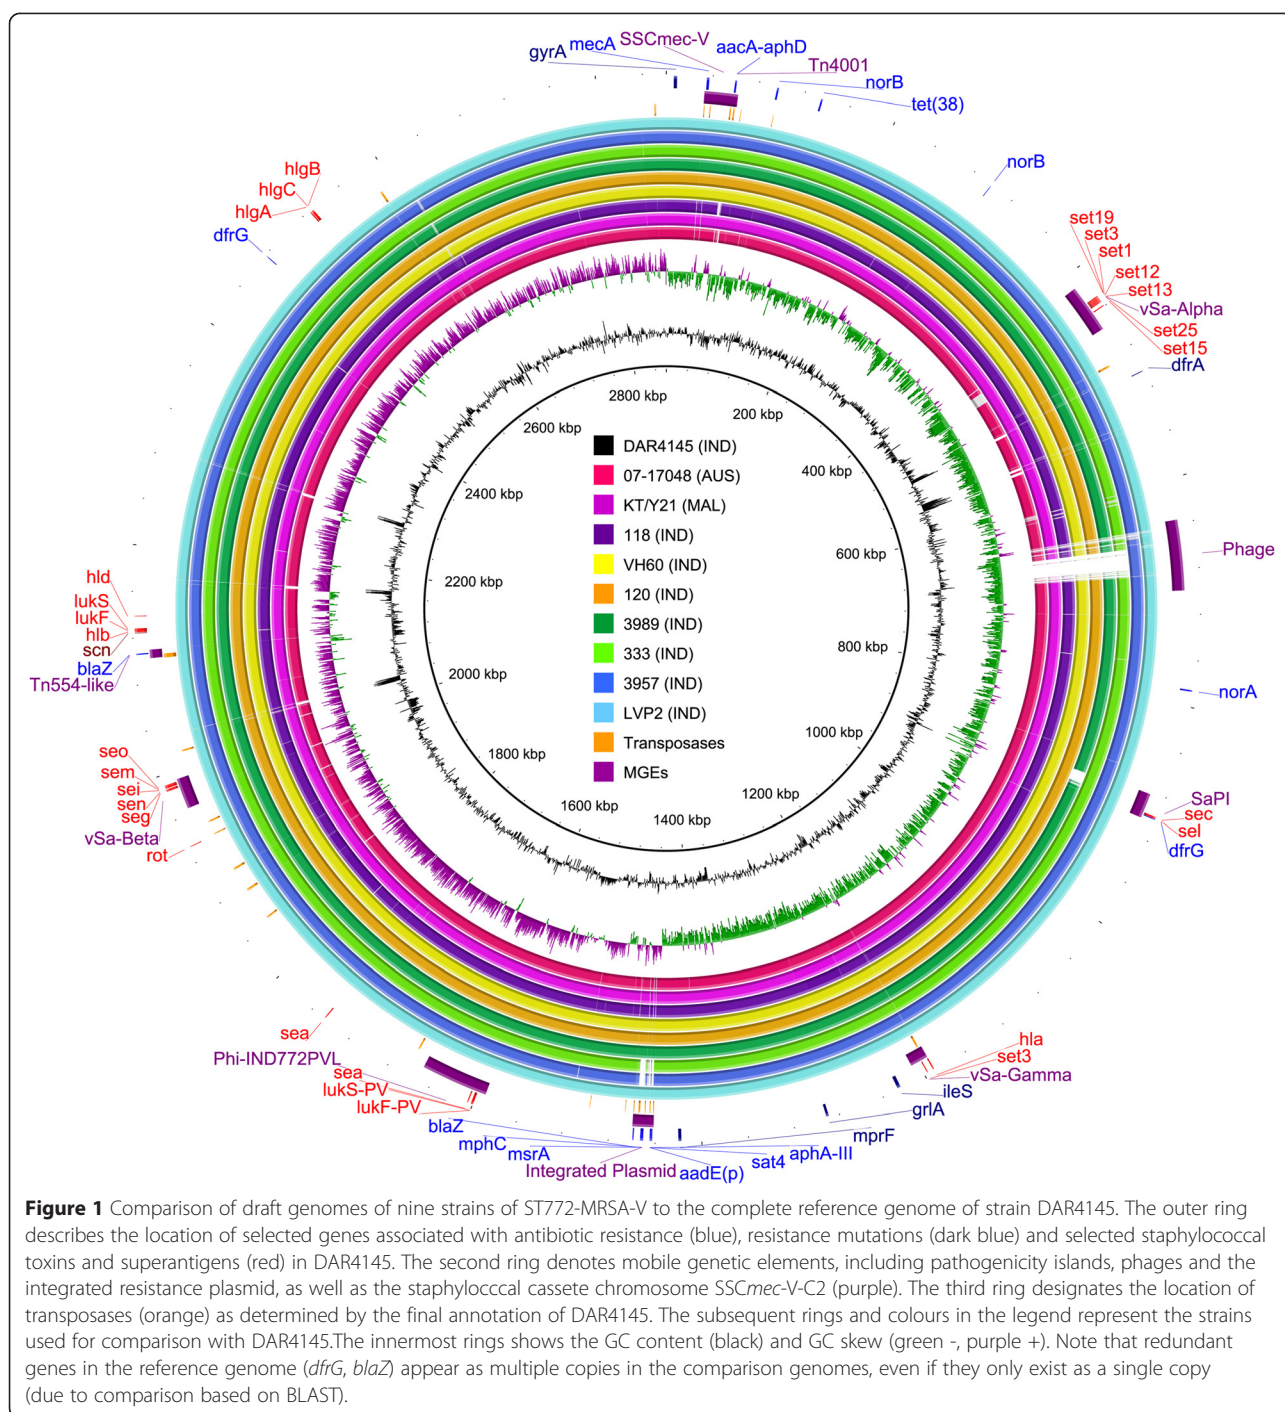 SSCmec-V
mecA
aacA-aphD
gyrA
Tn4001
norB
tet(38)
norB
hlgB
hlgC
hlgA
dfrG
set19
set3
set1
set12
set13
vSa-Alpha
set25
set15
dfrA
2800 kbp
200 kbp
2600 kbp
400 kbp
2400 kbp
600 kbp
2200 kbp
800 kbp
2000 kbp
1000 kbp
1800 kbp
1200 kbp
1600 kbp
1400 kbp
DAR4145 (IND)
07-17048 (AUS)
KT/Y21 (MAL)
118 (IND)
VH60 (IND)
120 (IND)
3989 (IND)
333 (IND)
3957 (IND)
LVP2 (IND)
Transposases
MGEs
Phage
hld
lukS
lukF
hlb
scn
blaZ
Tn554-like
norA
seo
sem
sei
sen
seg
vSa-Beta
rot
SaPI
sec
sel
dfrG
sea
Phi-IND772PVL
sea
lukS-PV
lukF-PV
blaZ
mphC
msrA
Integrated Plasmid
aadE(p)
sat4
aphA-III
mprF
grlA
ileS
vSa-Gamma
set3
hla
Figure 1 Comparison of draft genomes of nine strains of ST772-MRSA-V to the complete reference genome of strain DAR4145. The outer ring
describes the location of selected genes associated with antibiotic resistance (blue), resistance mutations (dark blue) and selected staphylococcal
toxins and superantigens (red) in DAR4145. The second ring denotes mobile genetic elements, including pathogenicity islands, phages and the
integrated resistance plasmid, as well as the staphylocccal cassete chromosome SSCmec-V-C2 (purple). The third ring designates the location of
transposases (orange) as determined by the final annotation of DAR4145. The subsequent rings and colours in the legend represent the strains
used for comparison with DAR4145.The innermost rings shows the GC content (black) and GC skew (green -, purple +). Note that redundant
genes in the reference genome (dfrG, blaZ) appear as multiple copies in the comparison genomes, even if they only exist as a single copy
(due to comparison based on BLAST).